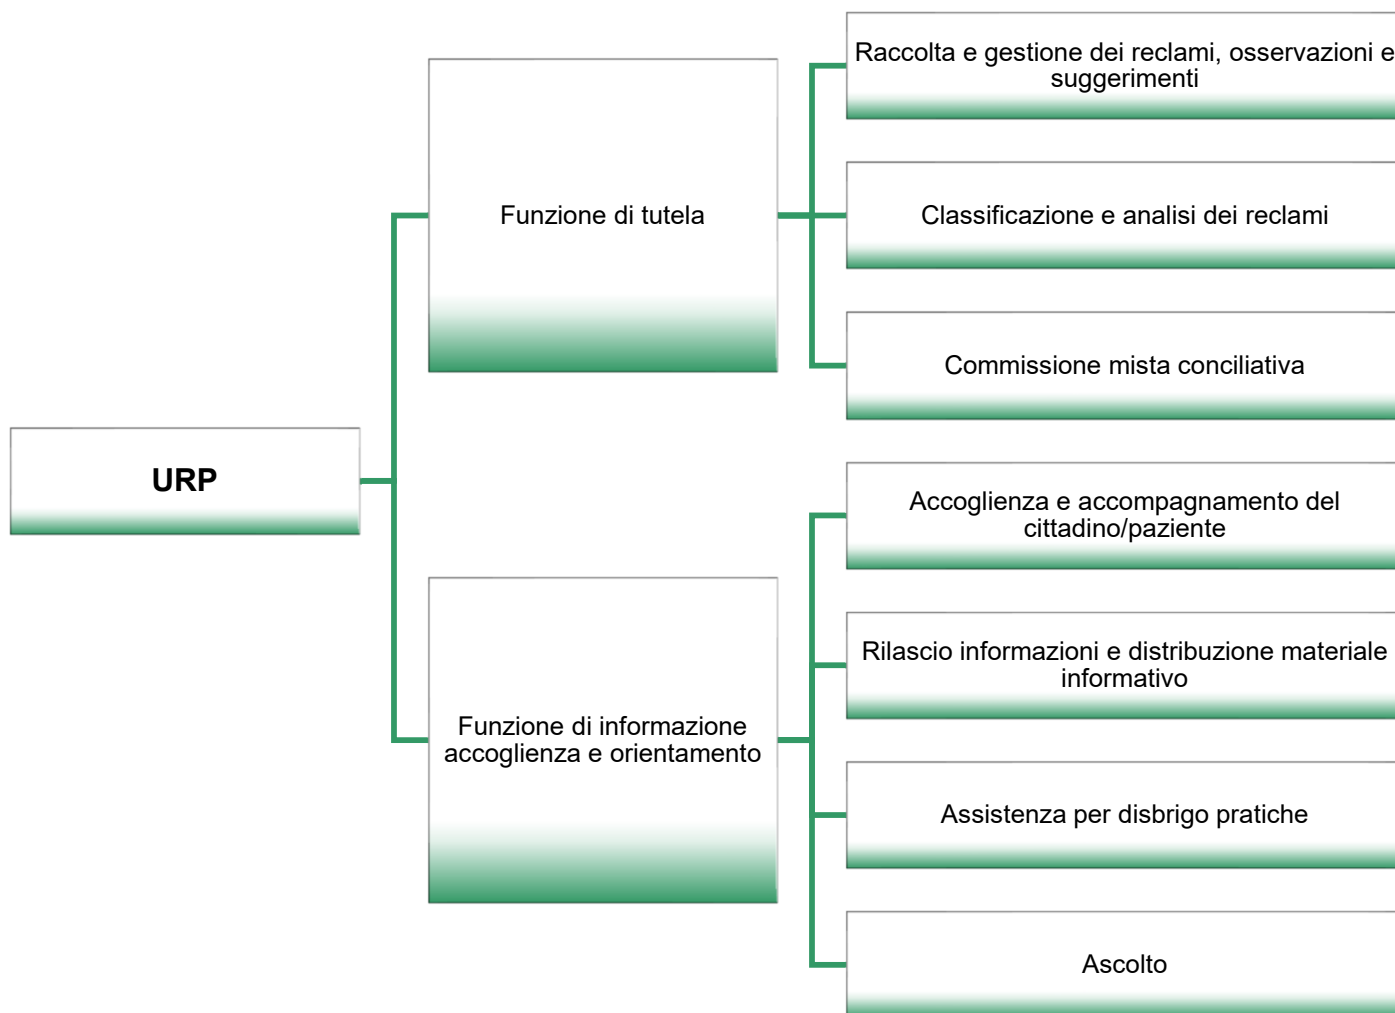 URP
Funzione di tutela
Raccolta e gestione dei reclami, osservazioni e
suggerimenti
Classificazione e analisi dei reclami
Commissione mista conciliativa
Funzione di informazione
accoglienza e orientamento
Accoglienza e accompagnamento del
cittadino/paziente
Rilascio informazioni e distribuzione materiale
informativo
Assistenza per disbrigo pratiche
Ascolto